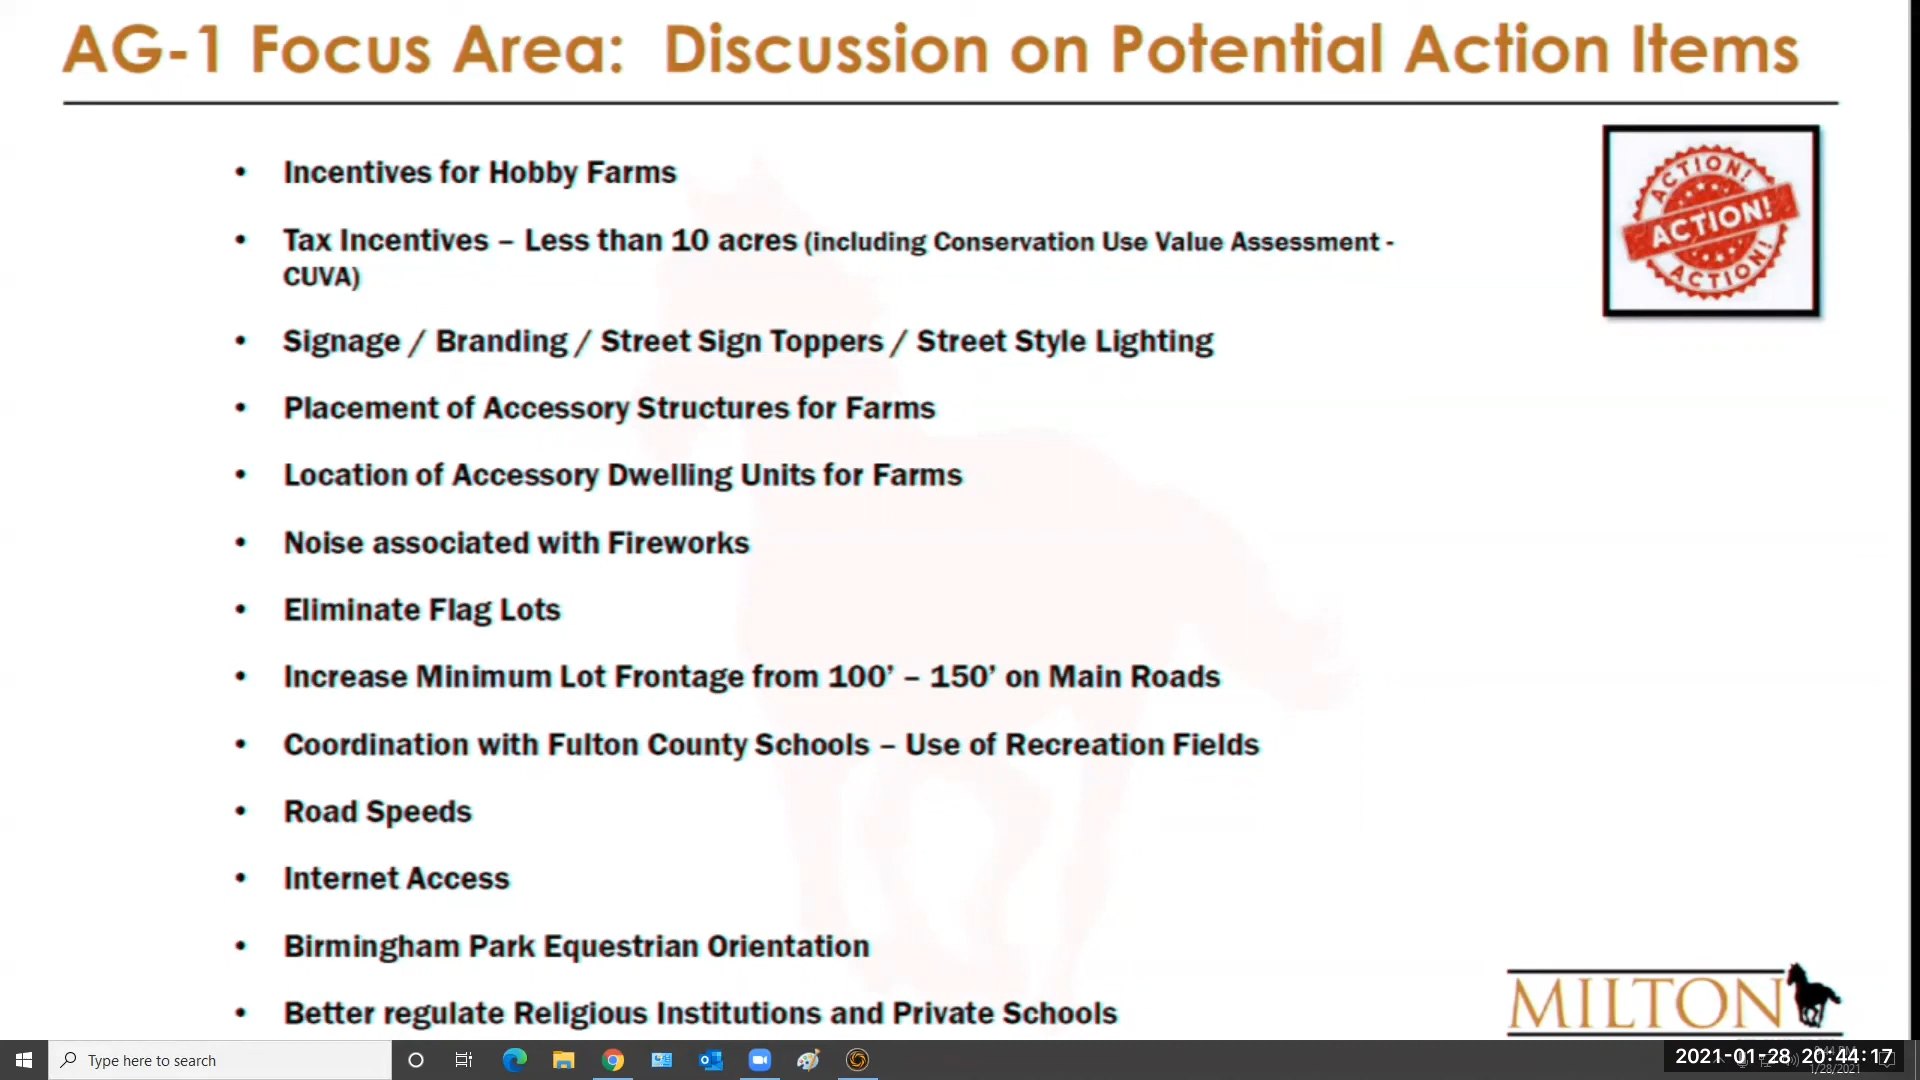 AG-1 Focus Area: Discussion on Potential Action Items
• Incentives for Hobby Farms
• Tax Incentives – Less than 10 acres (including Conservation Use Value Assessment -
CUVA)
• Signage / Branding / Street Sign Toppers / Street Style Lighting
• Placement of Accessory Structures for Farms
• Location of Accessory Dwelling Units for Farms
• Noise associated with Fireworks
• Eliminate Flag Lots
• Increase Minimum Lot Frontage from 100’ – 150’ on Main Roads
• Coordination with Fulton County Schools – Use of Recreation Fields
• Road Speeds
• Internet Access
• Birmingham Park Equestrian Orientation
• Better regulate Religious Institutions and Private Schools
ACTION!
ACTION!
ACTION!
MILTON
Type here to search
2021-01-28 20:44:17
1/28/2021